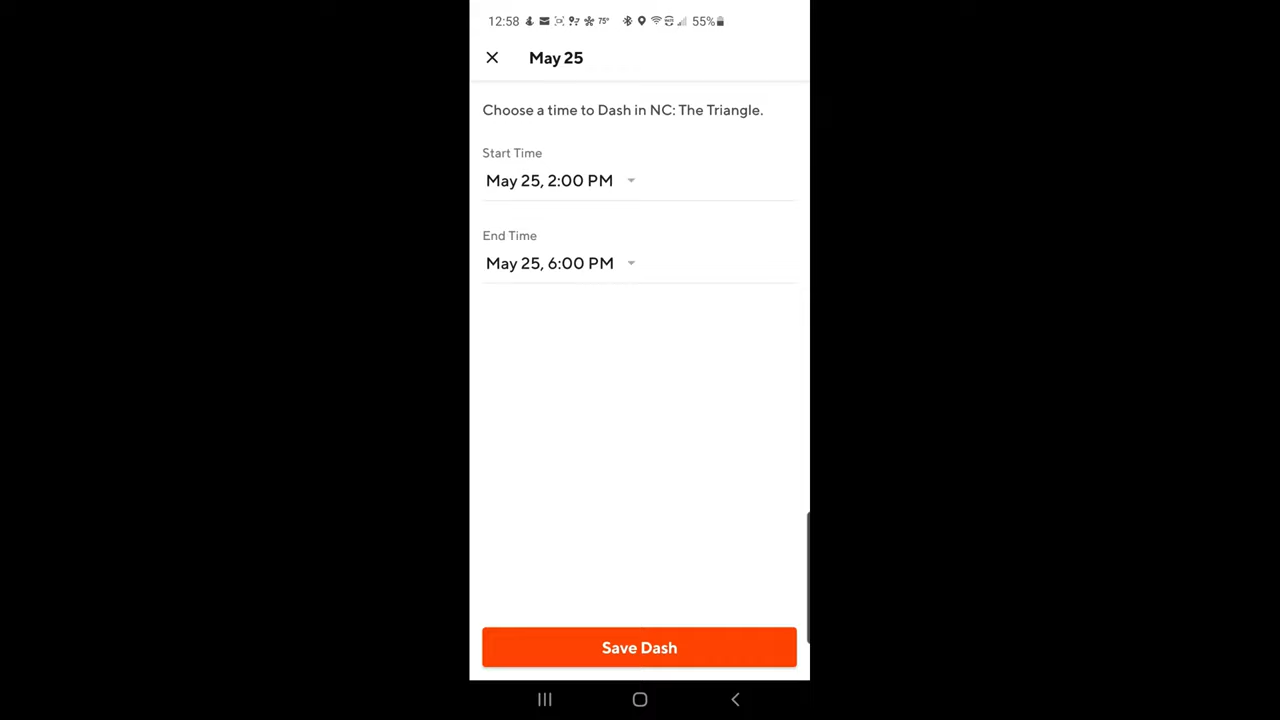 12:58 75° 55%
May 25
Choose a time to Dash in NC: The Triangle.
Start Time
May 25, 2:00 PM
End Time
May 25, 6:00 PM
Save Dash